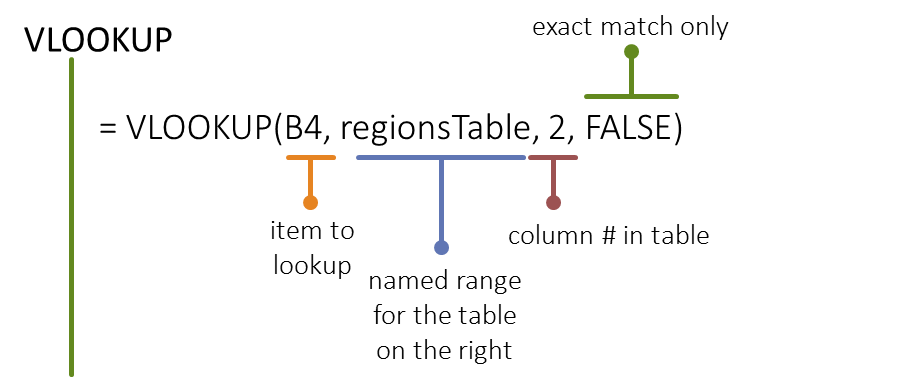 exact match only
VLOOKUP
= VLOOKUP(B4, regionsTable, 2, FALSE)
item to
lookup
column # in table
named range
for the table
on the right